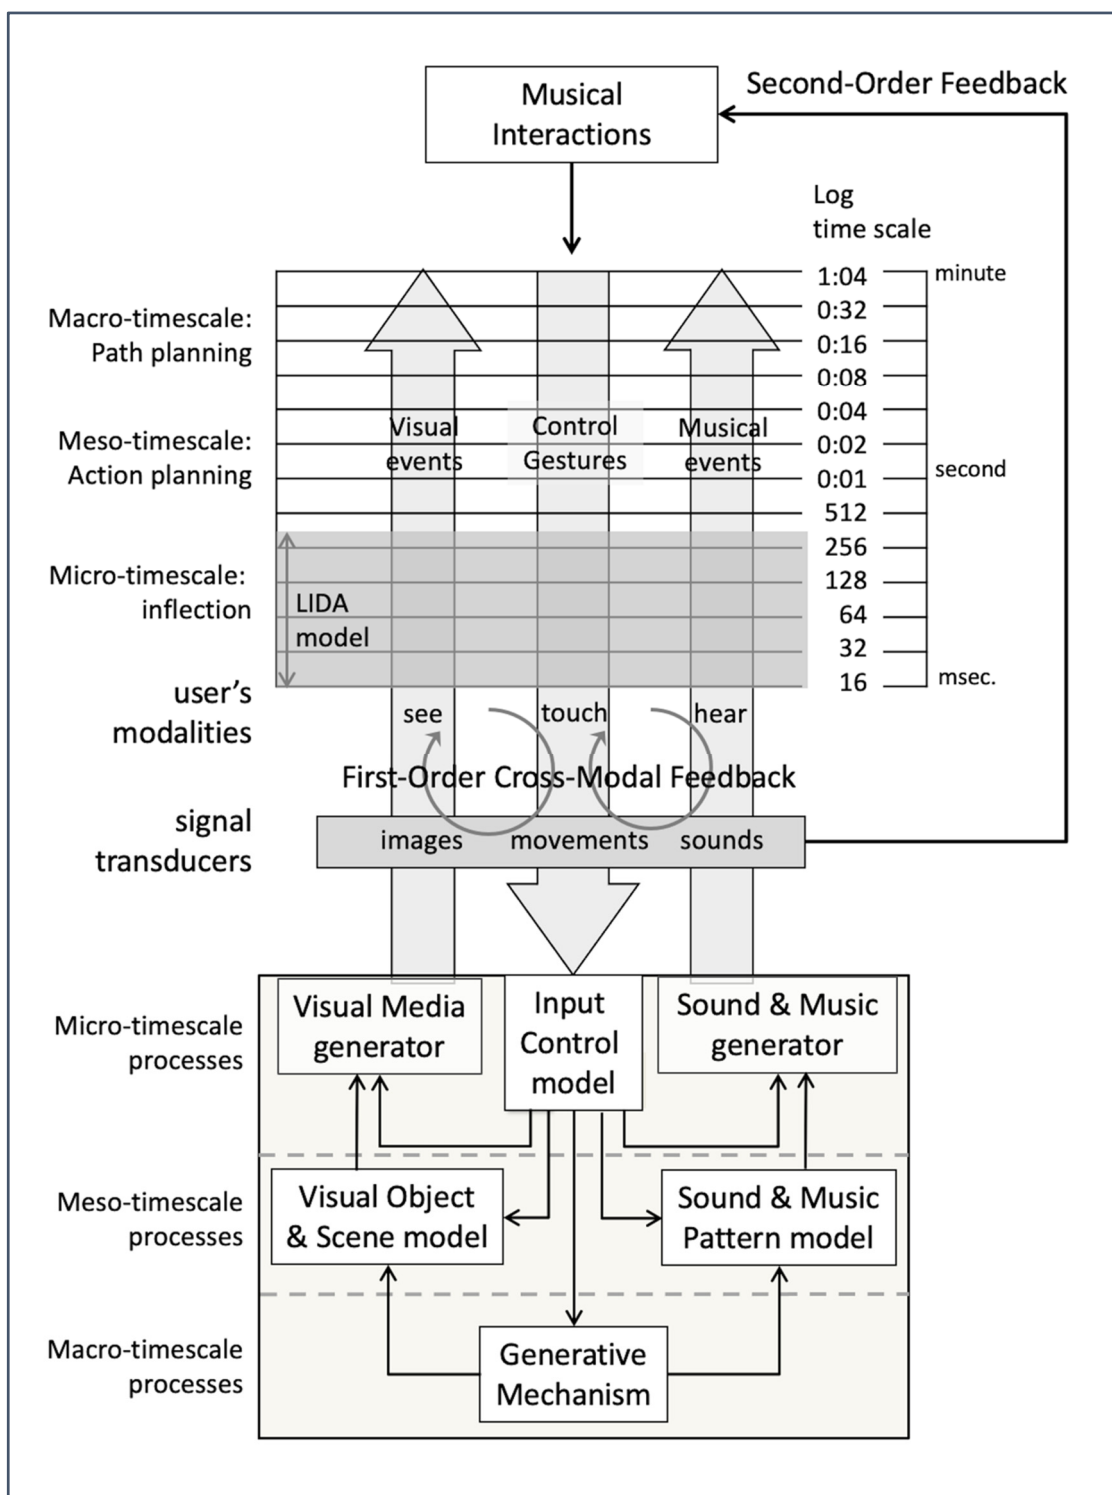 Musical
Interactions
Second-Order Feedback
Log
time scale
Macro-timescale:
Path planning
Meso-timescale:
Action planning
Micro-timescale:
inflection
LIDA
model
Visual
events
Control
Gestures
Musical
events
1:04
0:32
0:16
0:08
0:04
0:02
0:01
512
256
128
64
32
16
minute
second
msec.
user’s
modalities
see
touch
hear
First-Order Cross-Modal Feedback
signal
transducers
images
movements
sounds
Micro-timescale
processes
Visual Media
generator
Input
Control
model
Sound & Music
generator
Meso-timescale
processes
Visual Object
& Scene model
Sound & Music
Pattern model
Macro-timescale
processes
Generative
Mechanism